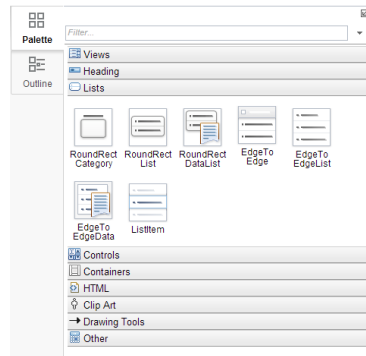 Palette
Outline
Filter...
Views
Heading
Lists
RoundRect Category
RoundRect List
RoundRect DataList
EdgeTo Edge
EdgeTo EdgeList
EdgeTo EdgeData
ListItem
Controls
Containers
HTML
Clip Art
Drawing Tools
Other